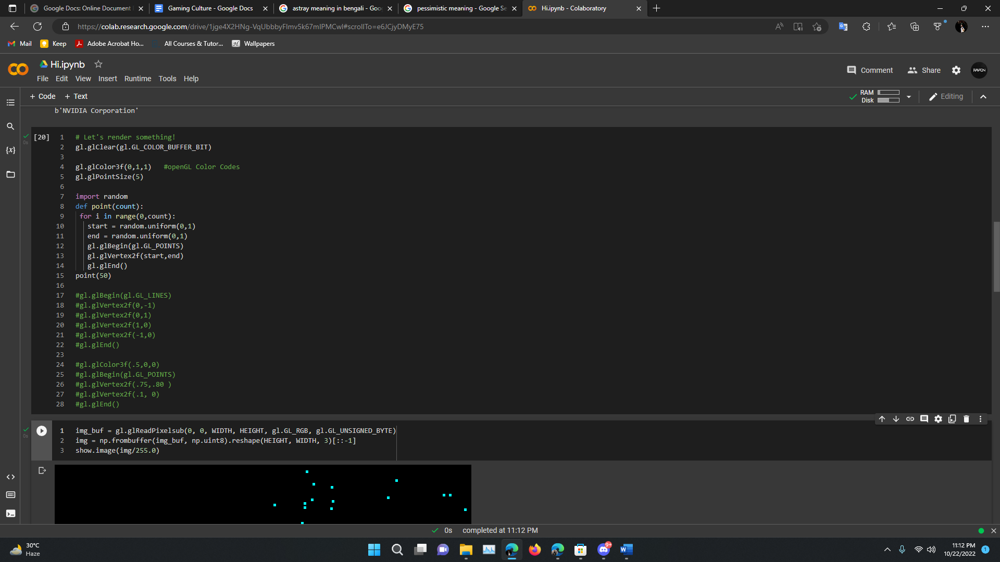 Google Docs: Online Document
Gaming Culture - Google Docs
astray meaning in bengali - Goo
pessimistic meaning - Google Se
Hi.ipynb - Colaboratory
Mail
Keep
Adobe Acrobat Ho...
All Courses & Tutor...
Wallpapers
Hi.ipynb
Comment
Share
RAVEN
File Edit View Insert Runtime Tools Help
+ Code + Text
RAM
Disk
Editing
b'NVIDIA Corporation'
[20]
0s
1 # Let's render something!
2 gl.glClear(gl.GL_COLOR_BUFFER_BIT)
3
4 gl.glColor3f(0,1,1) #openGL Color Codes
5 gl.glPointSize(5)
6
7 import random
8 def point(count):
9 for i in range(0,count):
10 start = random.uniform(0,1)
11 end = random.uniform(0,1)
12 gl.glBegin(gl.GL_POINTS)
13 gl.glVertex2f(start,end)
14 gl.glEnd()
15 point(50)
16
17 #gl.glBegin(gl.GL_LINES)
18 #gl.glVertex2f(0,-1)
19 #gl.glVertex2f(0,1)
20 #gl.glVertex2f(1,0)
21 #gl.glVertex2f(-1,0)
22 #gl.glEnd()
23
24 #gl.glColor3f(.5,0,0)
25 #gl.glBegin(gl.GL_POINTS)
26 #gl.glVertex2f(.75,.80 )
27 #gl.glVertex2f(.1, 0)
28 #gl.glEnd()
0s
1 img_buf = gl.glReadPixelsub(0, 0, WIDTH, HEIGHT, gl.GL_RGB, gl.GL_UNSIGNED_BYTE)
2 img = np.frombuffer(img_buf, np.uint8).reshape(HEIGHT, WIDTH, 3)[::-1]
3 show.image(img/255.0)
0s completed at 11:12 PM
30°C
Haze
9+
11:12 PM
10/22/2022
1